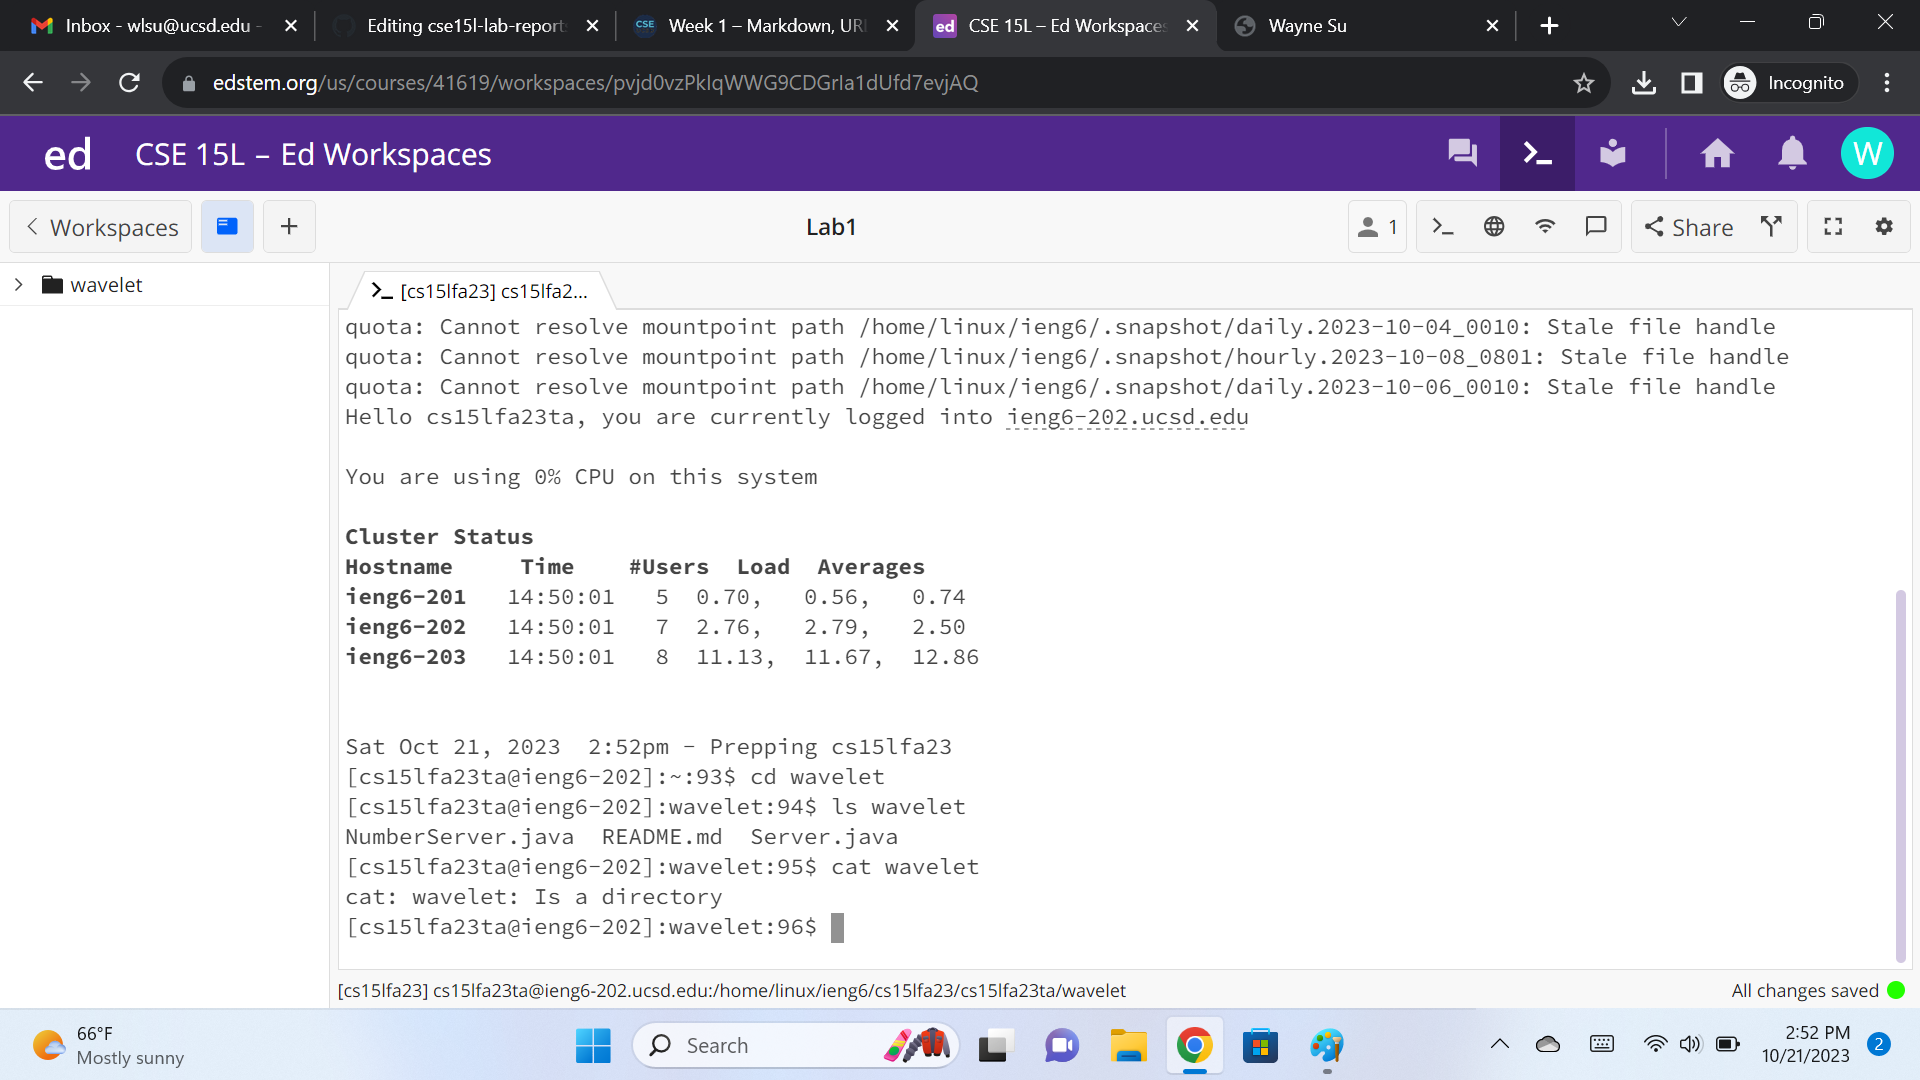 Inbox - wlsu@ucsd.edu -
Editing cse15l-lab-reports
CSE
Week 1 – Markdown, URL
ed
CSE 15L – Ed Workspaces
Wayne Su
edstem.org/us/courses/41619/workspaces/pvjd0vzPkIqWWG9CDGrIa1dUfd7evjAQ
Incognito
ed CSE 15L – Ed Workspaces
W
Workspaces
Lab1
1
Share
wavelet
[cs15lfa23] cs15lfa2...
quota: Cannot resolve mountpoint path /home/linux/ieng6/.snapshot/daily.2023-10-04_0010: Stale file handle
quota: Cannot resolve mountpoint path /home/linux/ieng6/.snapshot/hourly.2023-10-08_0801: Stale file handle
quota: Cannot resolve mountpoint path /home/linux/ieng6/.snapshot/daily.2023-10-06_0010: Stale file handle
Hello cs15lfa23ta, you are currently logged into ieng6-202.ucsd.edu
You are using 0% CPU on this system
Cluster Status
Hostname Time #Users Load Averages
ieng6-201 14:50:01 5 0.70, 0.56, 0.74
ieng6-202 14:50:01 7 2.76, 2.79, 2.50
ieng6-203 14:50:01 8 11.13, 11.67, 12.86
Sat Oct 21, 2023 2:52pm - Prepping cs15lfa23
[cs15lfa23ta@ieng6-202]:~:93$ cd wavelet
[cs15lfa23ta@ieng6-202]:wavelet:94$ ls wavelet
NumberServer.java README.md Server.java
[cs15lfa23ta@ieng6-202]:wavelet:95$ cat wavelet
cat: wavelet: Is a directory
[cs15lfa23ta@ieng6-202]:wavelet:96$
[cs15lfa23] cs15lfa23ta@ieng6-202.ucsd.edu:/home/linux/ieng6/cs15lfa23/cs15lfa23ta/wavelet
All changes saved
66°F
Mostly sunny
Search
2:52 PM
10/21/2023
2